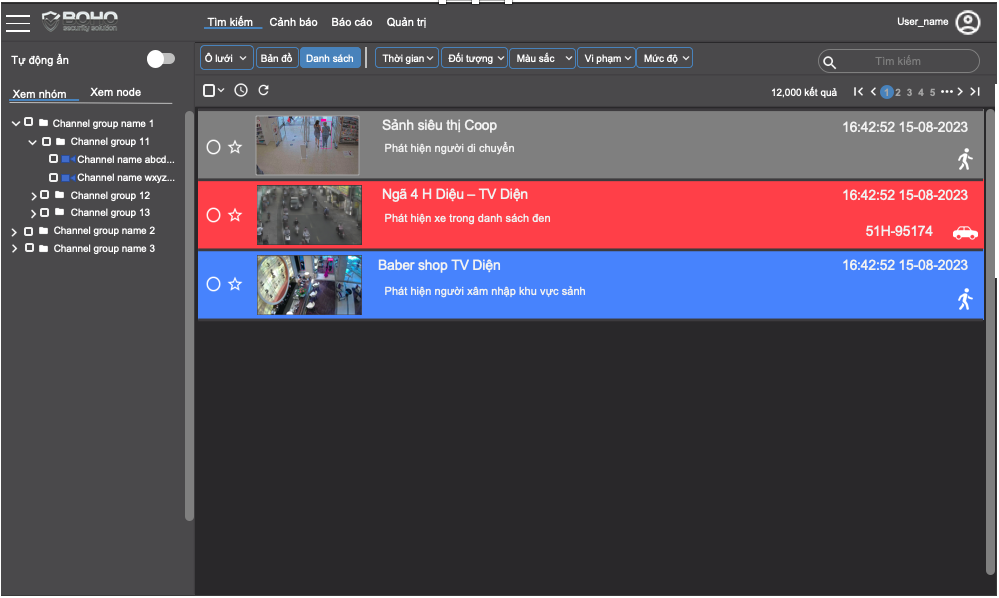 BOHO
security solution
Tìm kiếm Cảnh báo Báo cáo Quản trị
User_name
Tự động ẩn
Xem nhóm Xem node
Channel group name 1
Channel group 11
Channel name abcd...
Channel name wxyz...
Channel group 12
Channel group 13
Channel group name 2
Channel group name 3
Ô lưới Bản đồ Danh sách Thời gian Đối tượng Màu sắc Vi phạm Mức độ
Tìm kiếm
12,000 kết quả 1 2 3 4 5 •••
Sảnh siêu thị Coop
16:42:52 15-08-2023
Phát hiện người di chuyển
Ngã 4 H Diệu – TV Diện
16:42:52 15-08-2023
Phát hiện xe trong danh sách đen
51H-95174
Baber shop TV Diện
16:42:52 15-08-2023
Phát hiện người xâm nhập khu vực sảnh